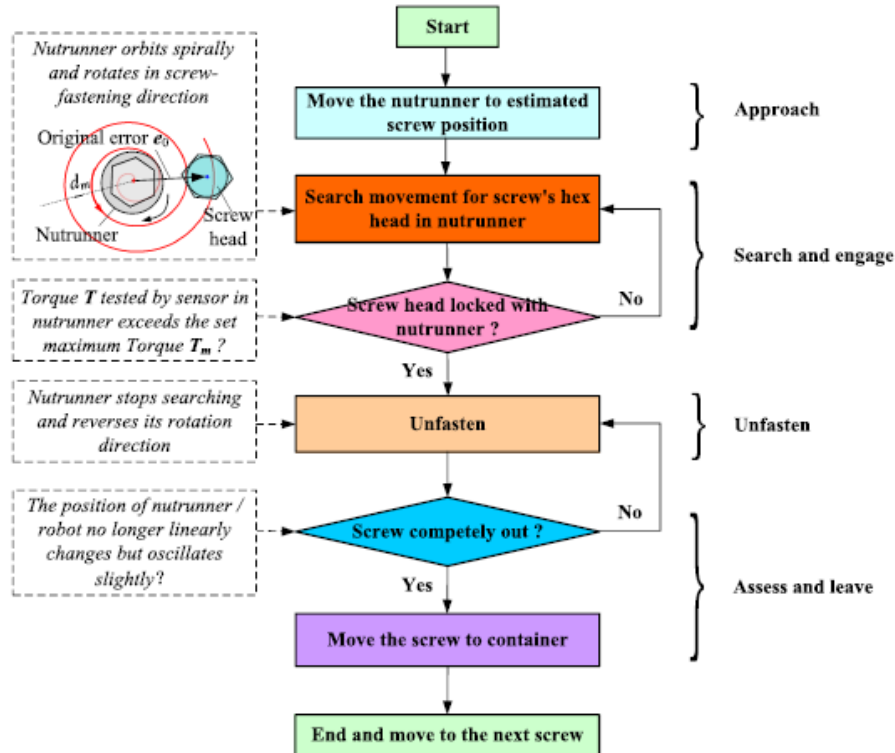 Start
Nutrunner orbits spirally
and rotates in screw-
fastening direction
Original error e₀
dₘ
Nutrunner
Screw
head
Move the nutrunner to estimated
screw position
Approach
Search movement for screw's hex
head in nutrunner
Search and engage
Torque T tested by sensor in
nutrunner exceeds the set
maximum Torque Tₘ ?
Screw head locked with
nutrunner ?
No
Yes
Nutrunner stops searching
and reverses its rotation
direction
Unfasten
Unfasten
The position of nutrunner /
robot no longer linearly
changes but oscillates
slightly?
Screw competely out ?
No
Yes
Assess and leave
Move the screw to container
End and move to the next screw